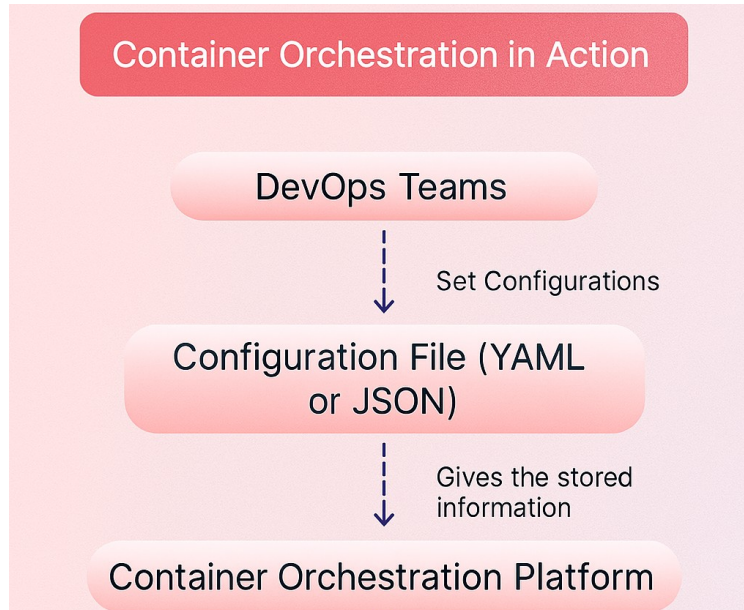 Container Orchestration in Action
DevOps Teams
Set Configurations
Configuration File (YAML
or JSON)
Gives the stored
information
Container Orchestration Platform